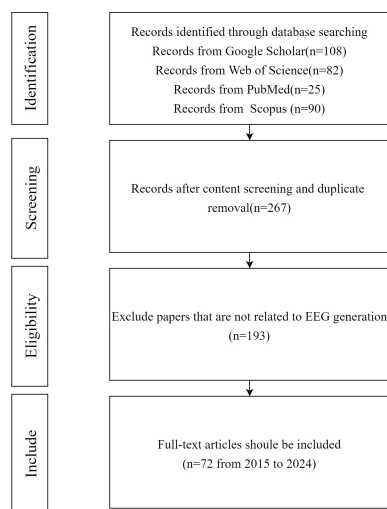 Identification
Records identified through database searching
Records from Google Scholar(n=108)
Records from Web of Science(n=82)
Records from PubMed(n=25)
Records from  Scopus (n=90)
Screening
Records after content screening and duplicate
removal(n=267)
Eligibility
Exclude papers that are not related to EEG generation
(n=193)
Include
Full-text articles shoule be included
(n=72 from 2015 to 2024)